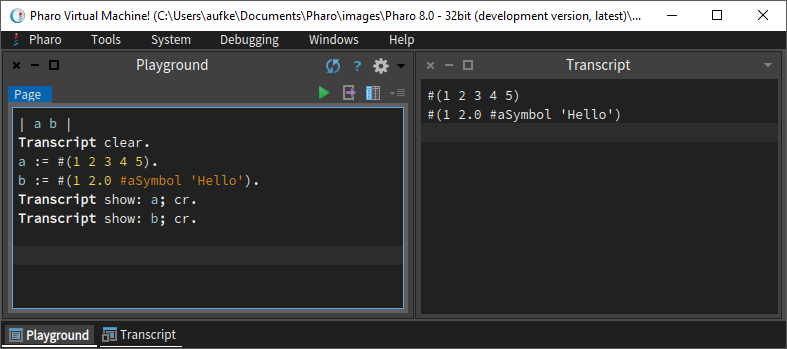 Pharo Virtual Machine! (C:\Users\aufke\Documents\Pharo\images\Pharo 8.0 - 32bit (development version, latest)\...
Pharo Tools System Debugging Windows Help
Playground
Page
| a b |
Transcript clear.
a := #(1 2 3 4 5).
b := #(1 2.0 #aSymbol 'Hello').
Transcript show: a; cr.
Transcript show: b; cr.
Transcript
#(1 2 3 4 5)
#(1 2.0 #aSymbol 'Hello')
Playground Transcript